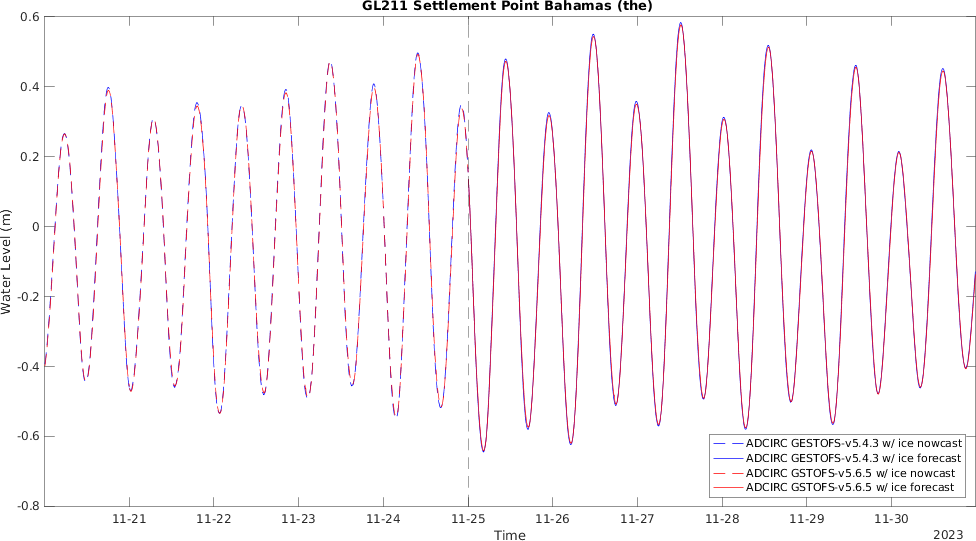 GL211 Settlement Point Bahamas (the)
0.6
0.4
0.2
0
-0.2
-0.4
-0.6
-0.8
Water Level (m)
11-21
11-22
11-23
11-24
11-25
11-26
11-27
11-28
11-29
11-30
Time
2023
ADCIRC GESTOFS-v5.4.3 w/ ice nowcast
ADCIRC GESTOFS-v5.4.3 w/ ice forecast
ADCIRC GSTOFS-v5.6.5 w/ ice nowcast
ADCIRC GSTOFS-v5.6.5 w/ ice forecast